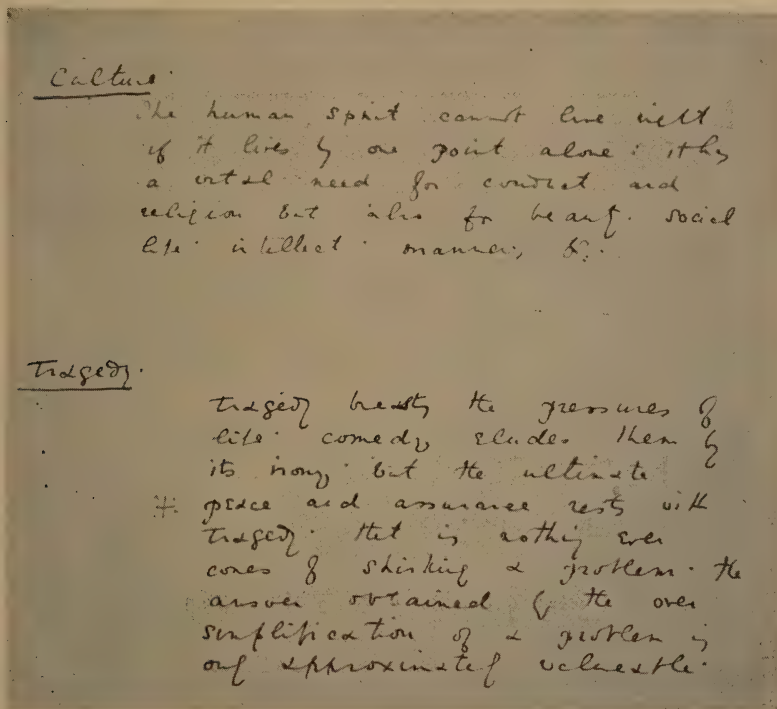 Culture.
The human spirit cannot live well
if it lives by one point alone: it has
a vital need for conduct and
religion but also for beauty. social
life. intellect. manners, &c.
Tragedy.
Tragedy breasts the pressures of
life. comedy eludes them by
its irony. but the ultimate
peace and assurance rests with
Tragedy. that is nothing ever
comes of shirking a problem. the
answer obtained by the over
simplification of a problem is
only approximately valuable.